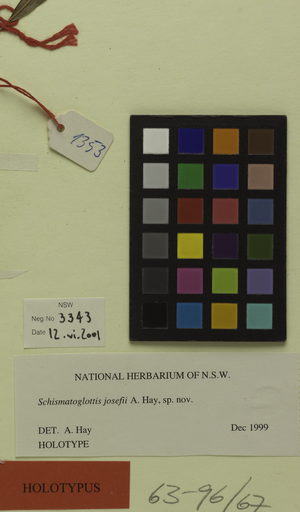 1353
NSW
Neg No 3343
Date 12.vi.2001
NATIONAL HERBARIUM OF N.S.W.
Schismatoglottis josefii A. Hay, sp. nov.
DET. A. Hay Dec 1999
HOLOTYPE
HOLOTYPUS
63-96/67